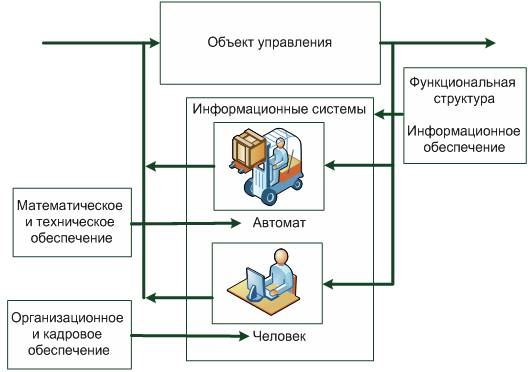 Объект управления
Функциональная
структура
Информационное
обеспечение
Информационные системы
Автомат
Математическое
и техническое
обеспечение
Человек
Организационное
и кадровое
обеспечение